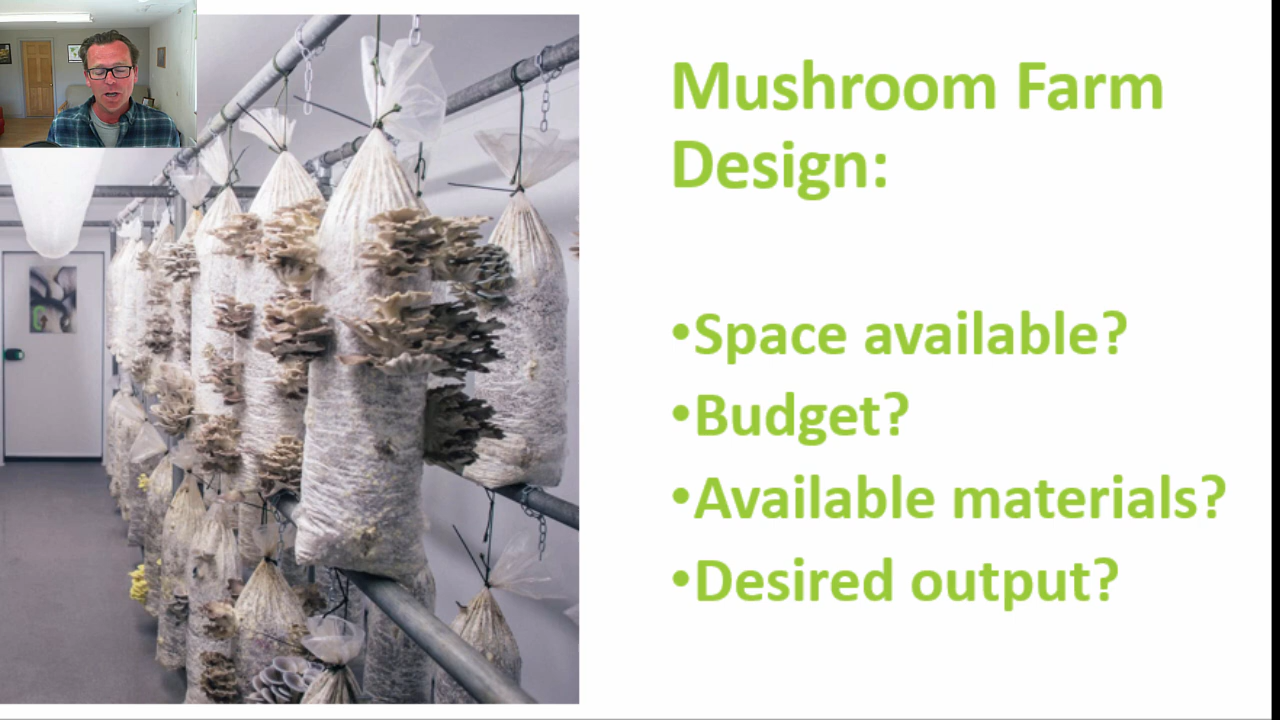 Mushroom Farm
Design:
•Space available?
•Budget?
•Available materials?
•Desired output?